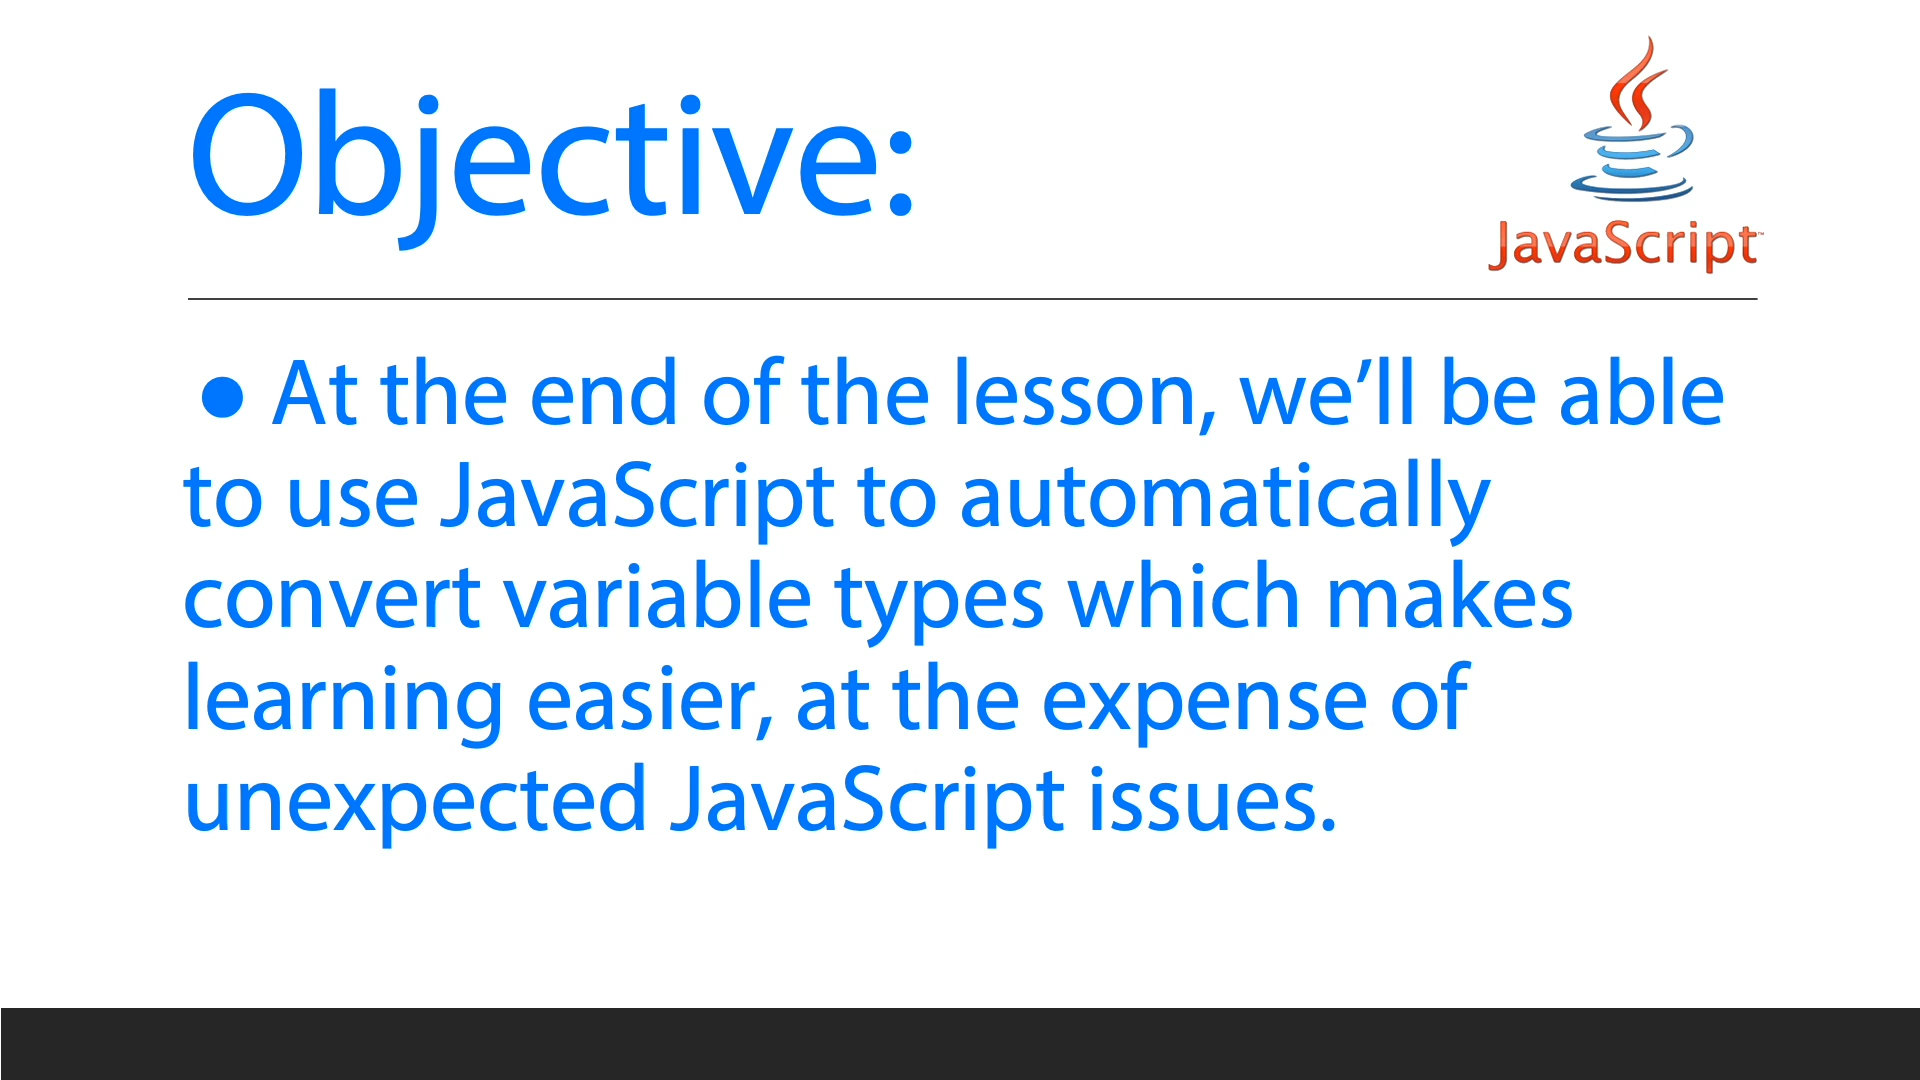 Objective:
JavaScript™
● At the end of the lesson, we’ll be able
to use JavaScript to automatically
convert variable types which makes
learning easier, at the expense of
unexpected JavaScript issues.